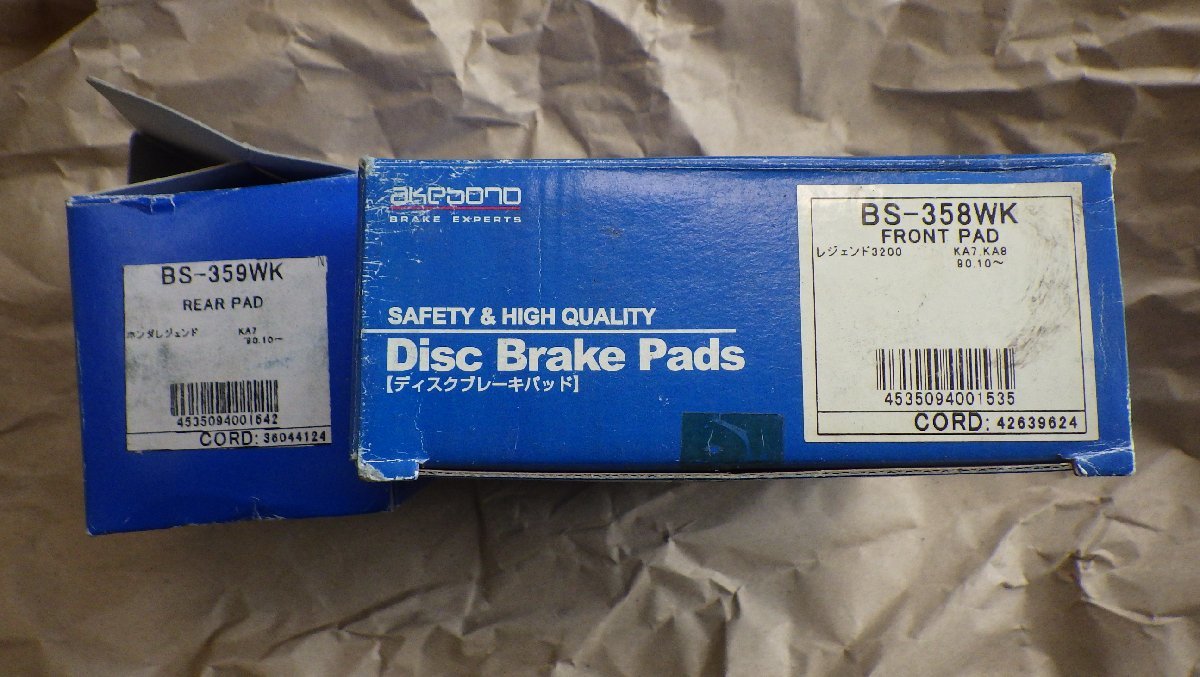 BS-359WK
N
REAR PAD
ホンダレジェンド KA7
90.10～
4535094001642
CORD: 36044124
akebono
BRAKE EXPERTS
SAFETY & HIGH QUALITY
Disc Brake Pads
【ディスクブレーキパッド】
BS-358WK
FRONT PAD
レジェンド3200 KA7,KA8
90.10～
4535094001535
CORD: 42639624